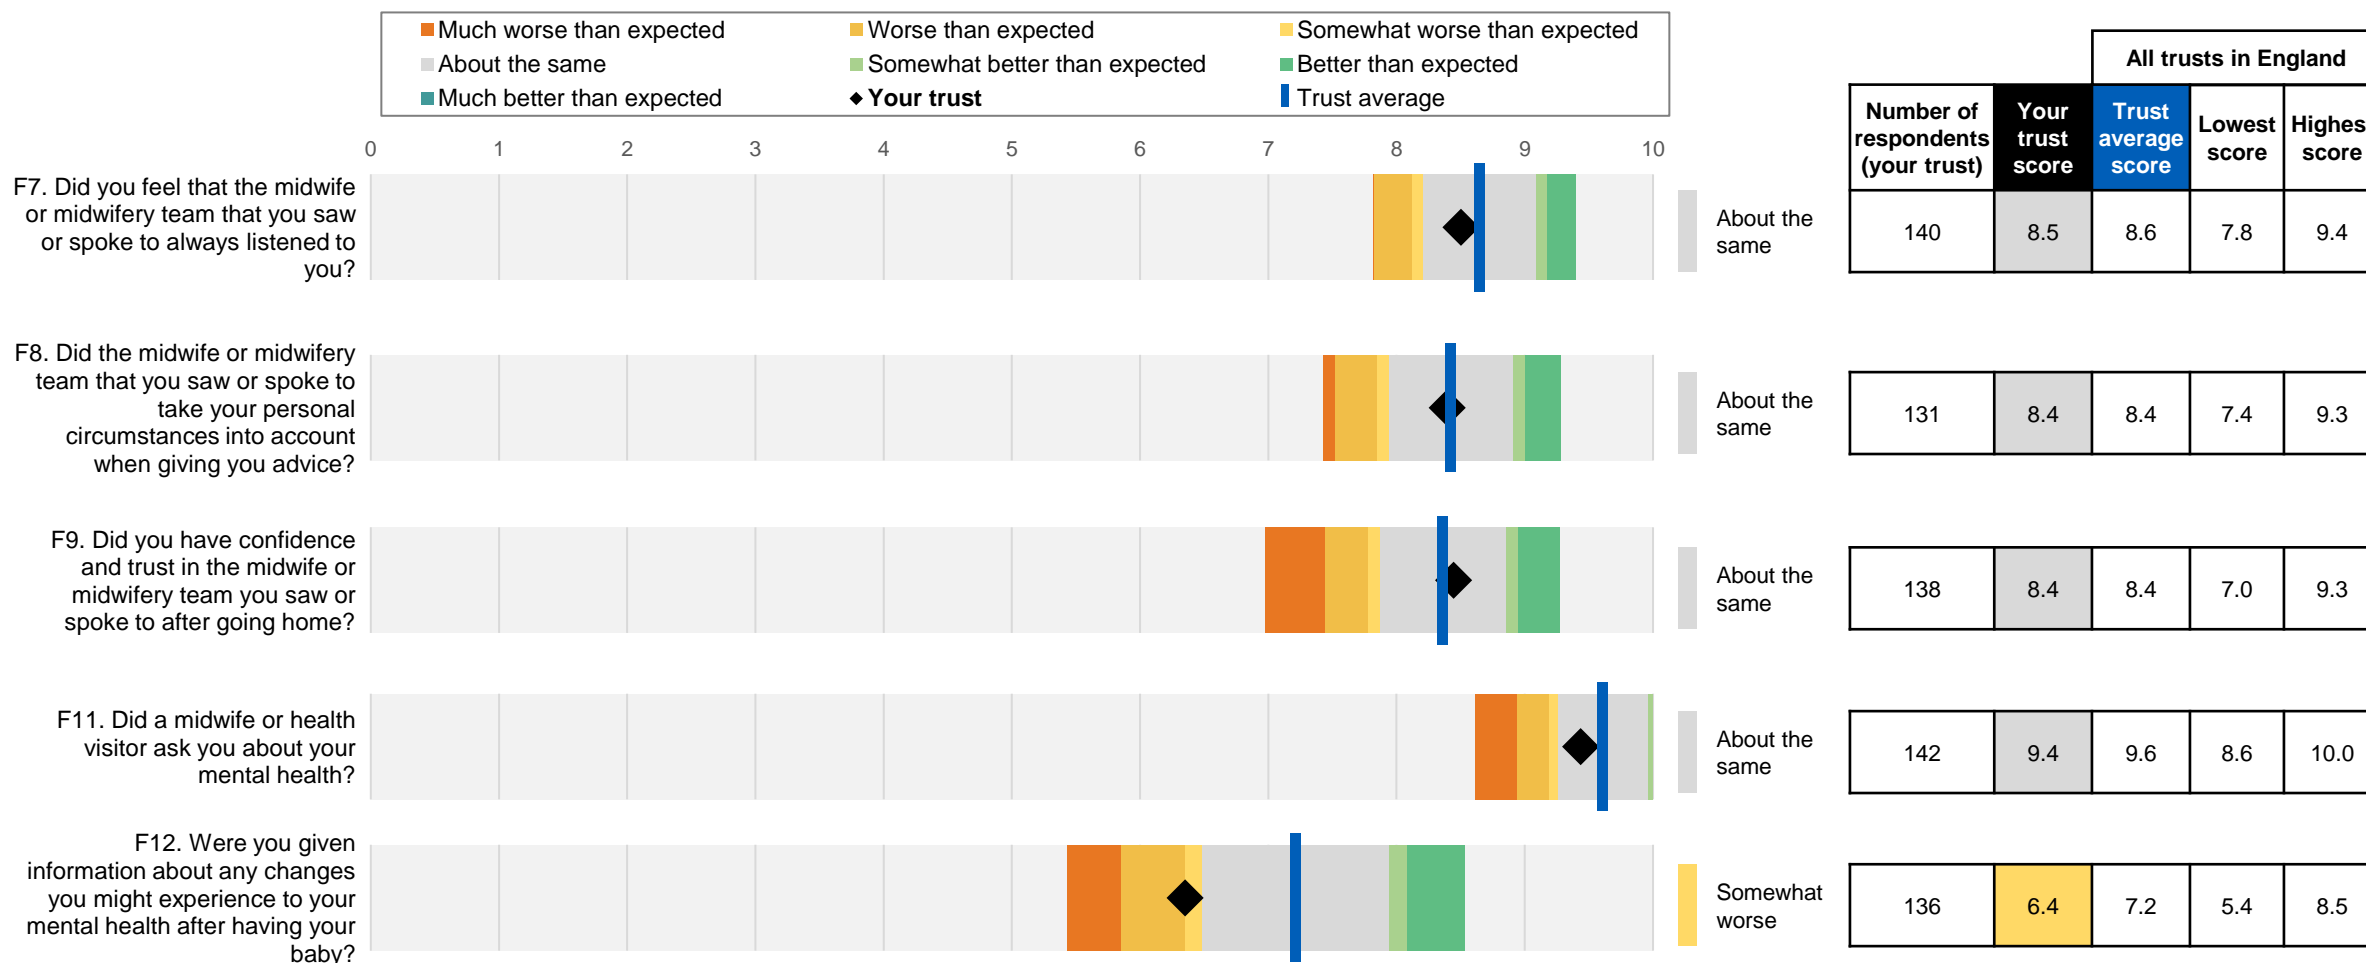 Much worse than expected
Worse than expected
Somewhat worse than expected
About the same
Somewhat better than expected
Better than expected
Much better than expected
Your trust
Trust average
All trusts in England
Number of respondents (your trust)
Your trust score
Trust average score
Lowest score
Highes score
0 1 2 3 4 5 6 7 8 9 10
F7. Did you feel that the midwife
or midwifery team that you saw
or spoke to always listened to
you?
About the
same
140 8.5 8.6 7.8 9.4
F8. Did the midwife or midwifery
team that you saw or spoke to
take your personal
circumstances into account
when giving you advice?
About the
same
131 8.4 8.4 7.4 9.3
F9. Did you have confidence
and trust in the midwife or
midwifery team you saw or
spoke to after going home?
About the
same
138 8.4 8.4 7.0 9.3
F11. Did a midwife or health
visitor ask you about your
mental health?
About the
same
142 9.4 9.6 8.6 10.0
F12. Were you given
information about any changes
you might experience to your
mental health after having your
baby?
Somewhat
worse
136 6.4 7.2 5.4 8.5